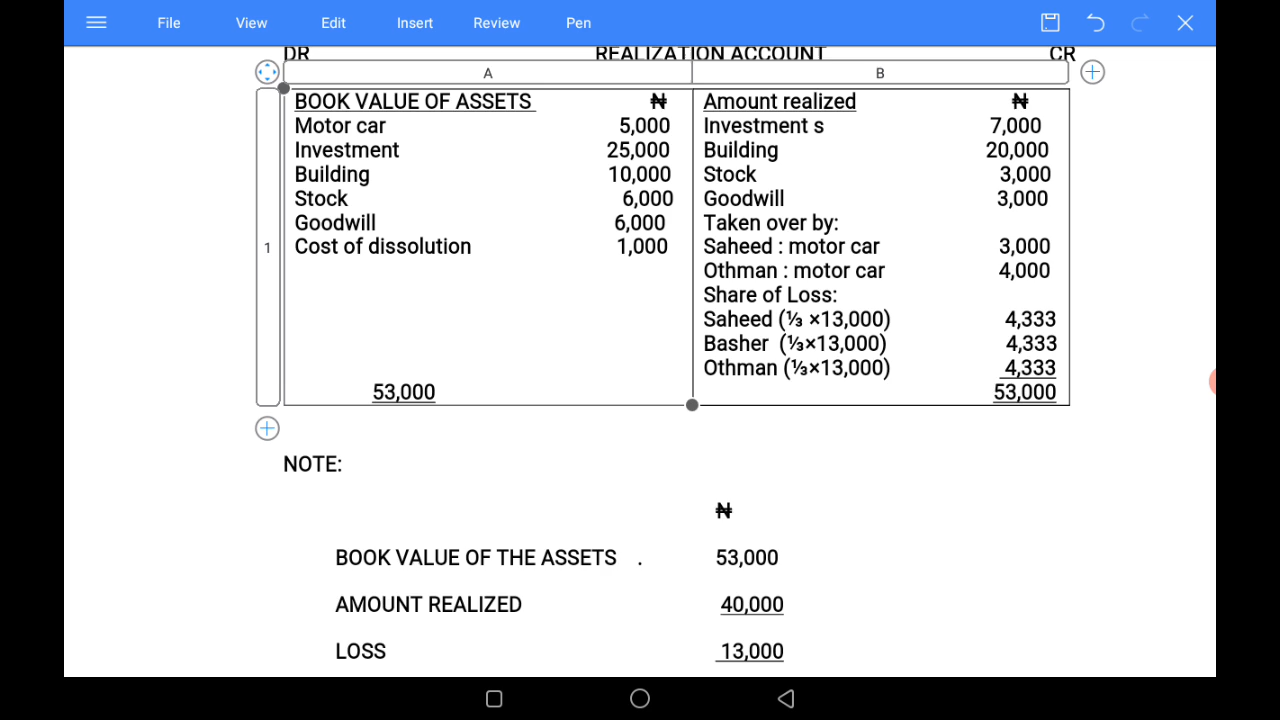 File View Edit Insert Review Pen
DR REALIZATION ACCOUNT CR
A B
BOOK VALUE OF ASSETS ₦ Amount realized ₦
Motor car 5,000 Investment s 7,000
Investment 25,000 Building 20,000
Building 10,000 Stock 3,000
Stock 6,000 Goodwill 3,000
Goodwill 6,000 Taken over by:
1 Cost of dissolution 1,000 Saheed : motor car 3,000
Othman : motor car 4,000
Share of Loss:
Saheed (⅓ ×13,000) 4,333
Basher (⅓×13,000) 4,333
Othman (⅓×13,000) 4,333
53,000 53,000
NOTE:
₦
BOOK VALUE OF THE ASSETS . 53,000
AMOUNT REALIZED 40,000
LOSS 13,000